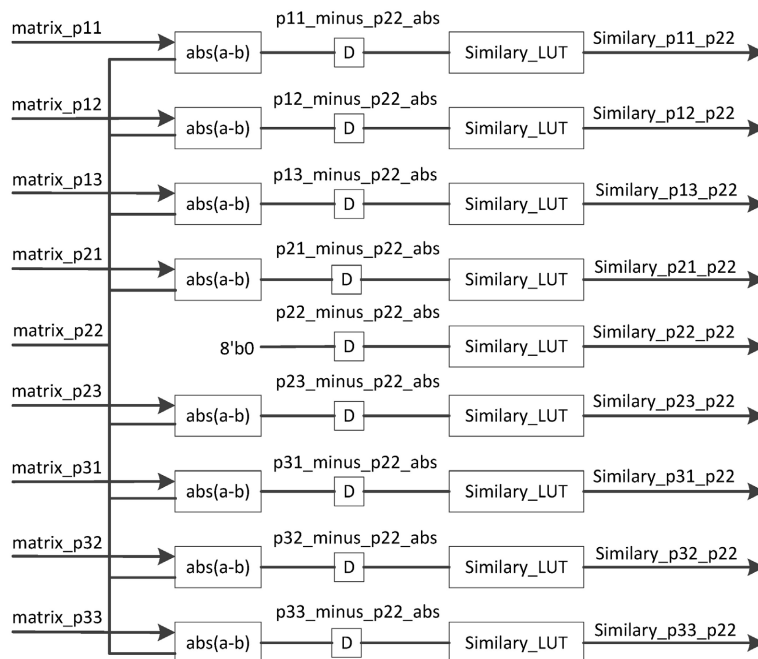 matrix_p11 p11_minus_p22_abs Similary_p11_p22
abs(a-b) D Similary_LUT
matrix_p12 p12_minus_p22_abs Similary_p12_p22
abs(a-b) D Similary_LUT
matrix_p13 p13_minus_p22_abs Similary_p13_p22
abs(a-b) D Similary_LUT
matrix_p21 p21_minus_p22_abs Similary_p21_p22
abs(a-b) D Similary_LUT
matrix_p22 p22_minus_p22_abs Similary_p22_p22
8'b0 D Similary_LUT
matrix_p23 p23_minus_p22_abs Similary_p23_p22
abs(a-b) D Similary_LUT
matrix_p31 p31_minus_p22_abs Similary_p31_p22
abs(a-b) D Similary_LUT
matrix_p32 p32_minus_p22_abs Similary_p32_p22
abs(a-b) D Similary_LUT
matrix_p33 p33_minus_p22_abs Similary_p33_p22
abs(a-b) D Similary_LUT